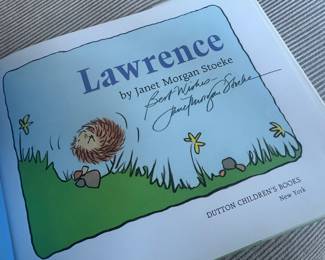 Lawrence
by Janet Morgan Stoeke
Best Wishes—
Janet Morgan Stoeke
DUTTON CHILDREN'S BOOKS
New York